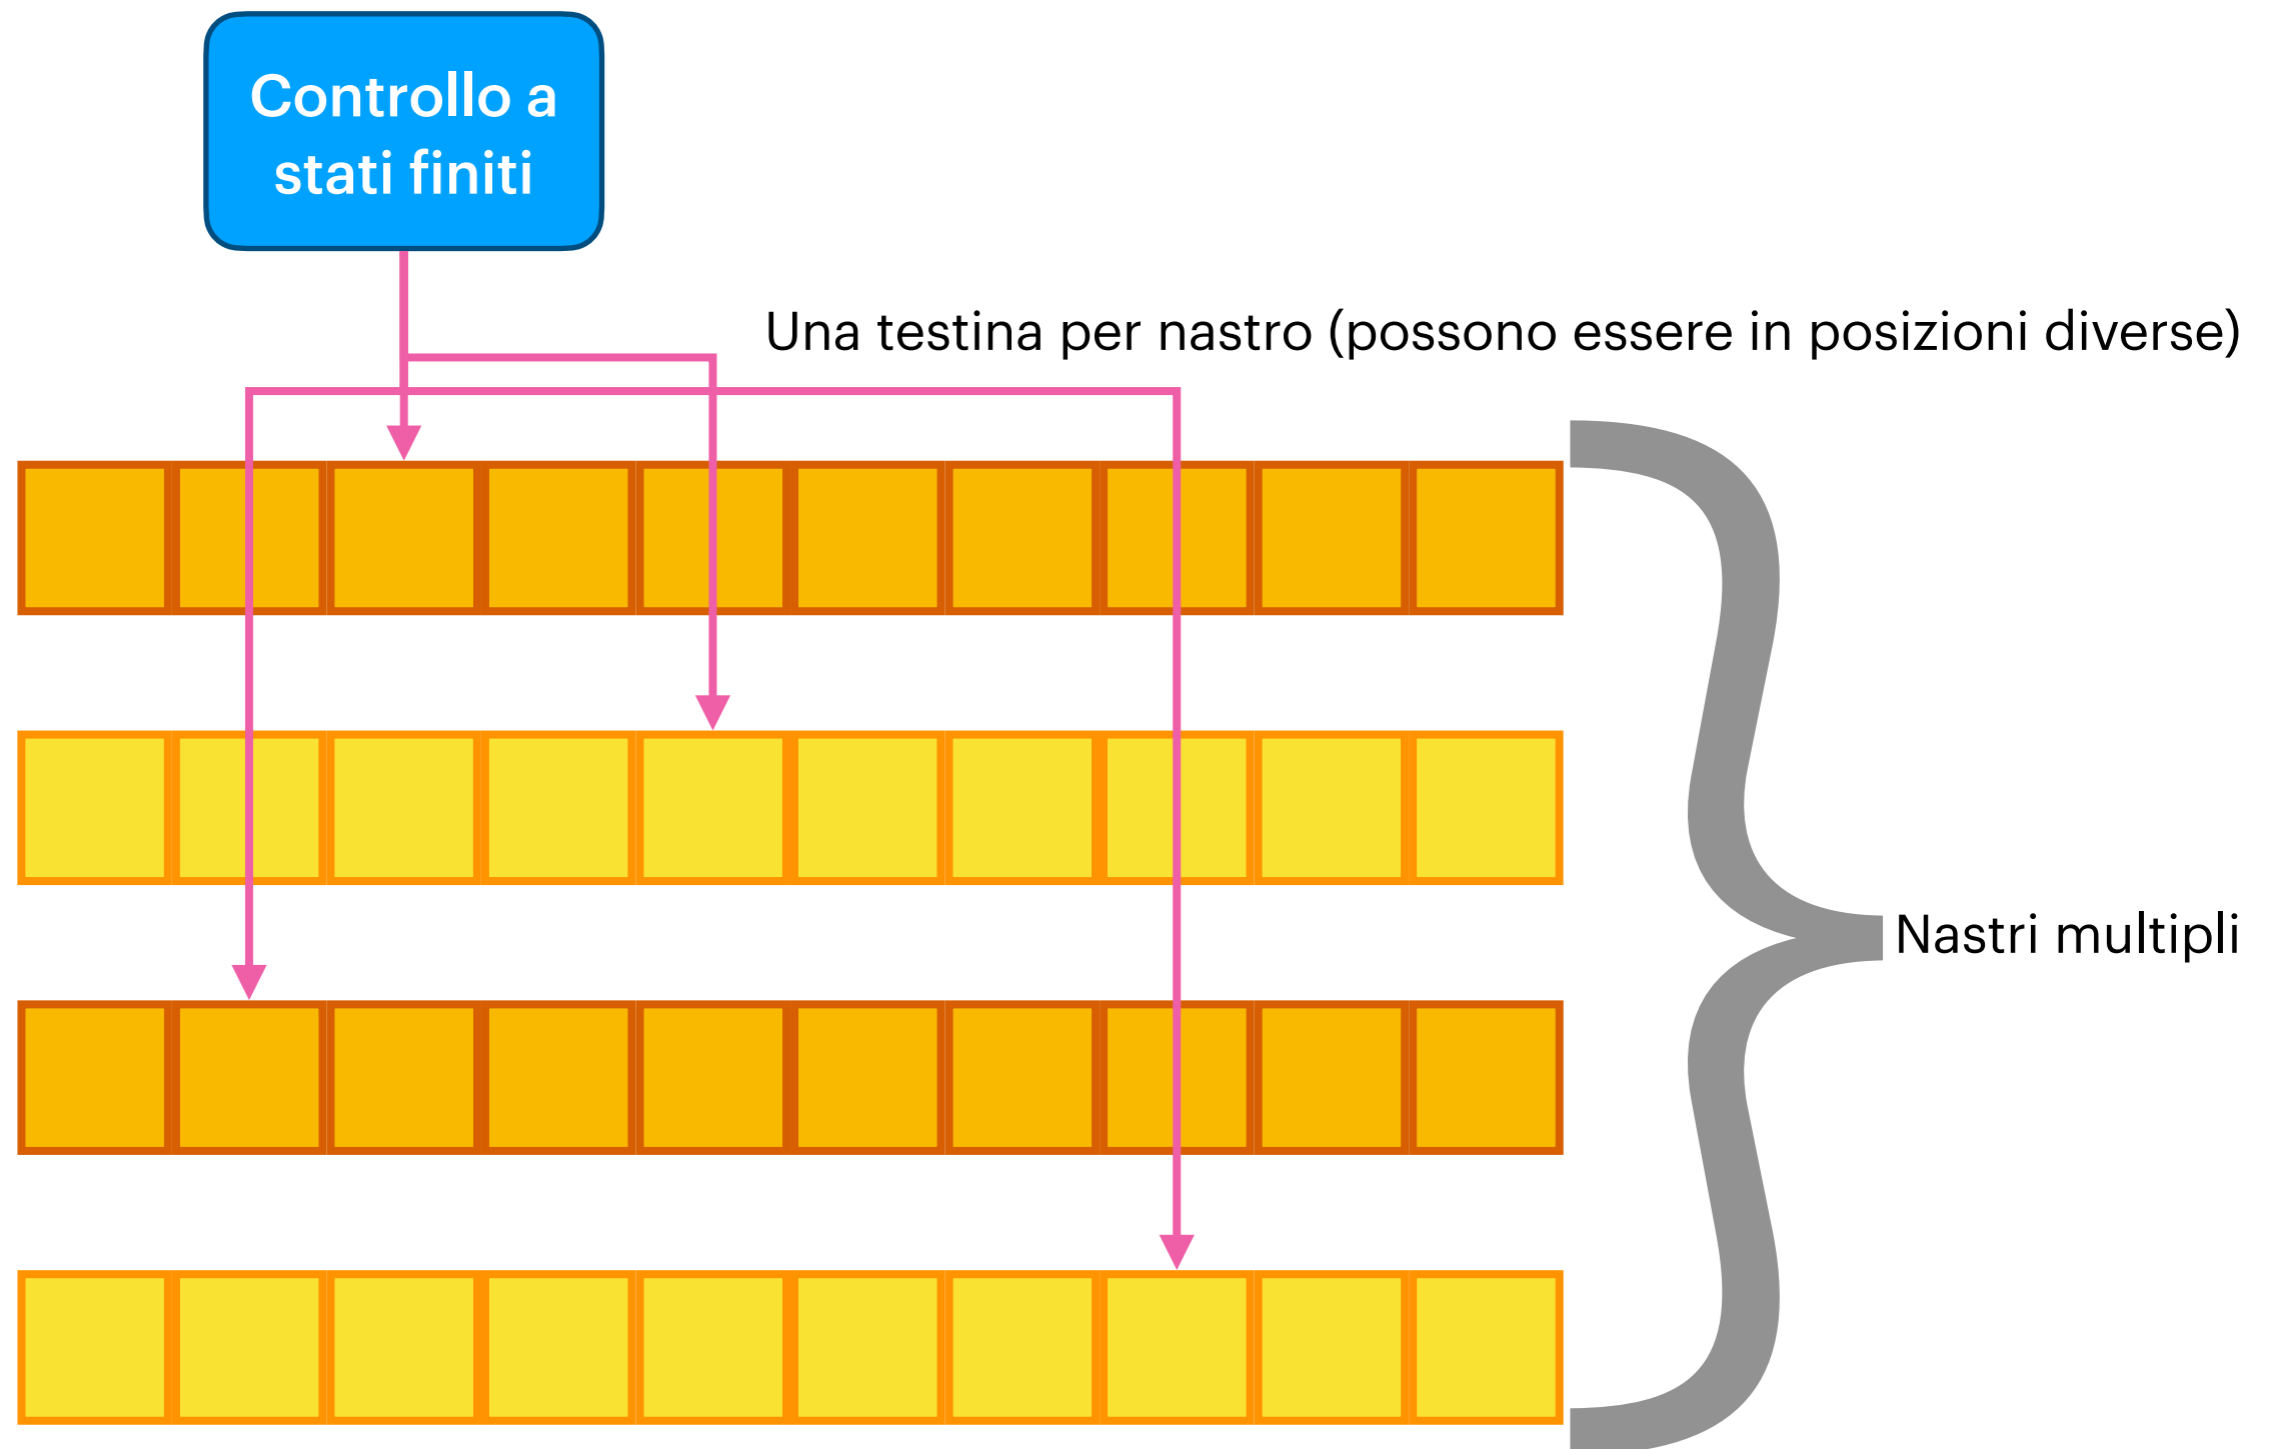 Controllo a
stati finiti
Una testina per nastro (possono essere in posizioni diverse)
Nastri multipli